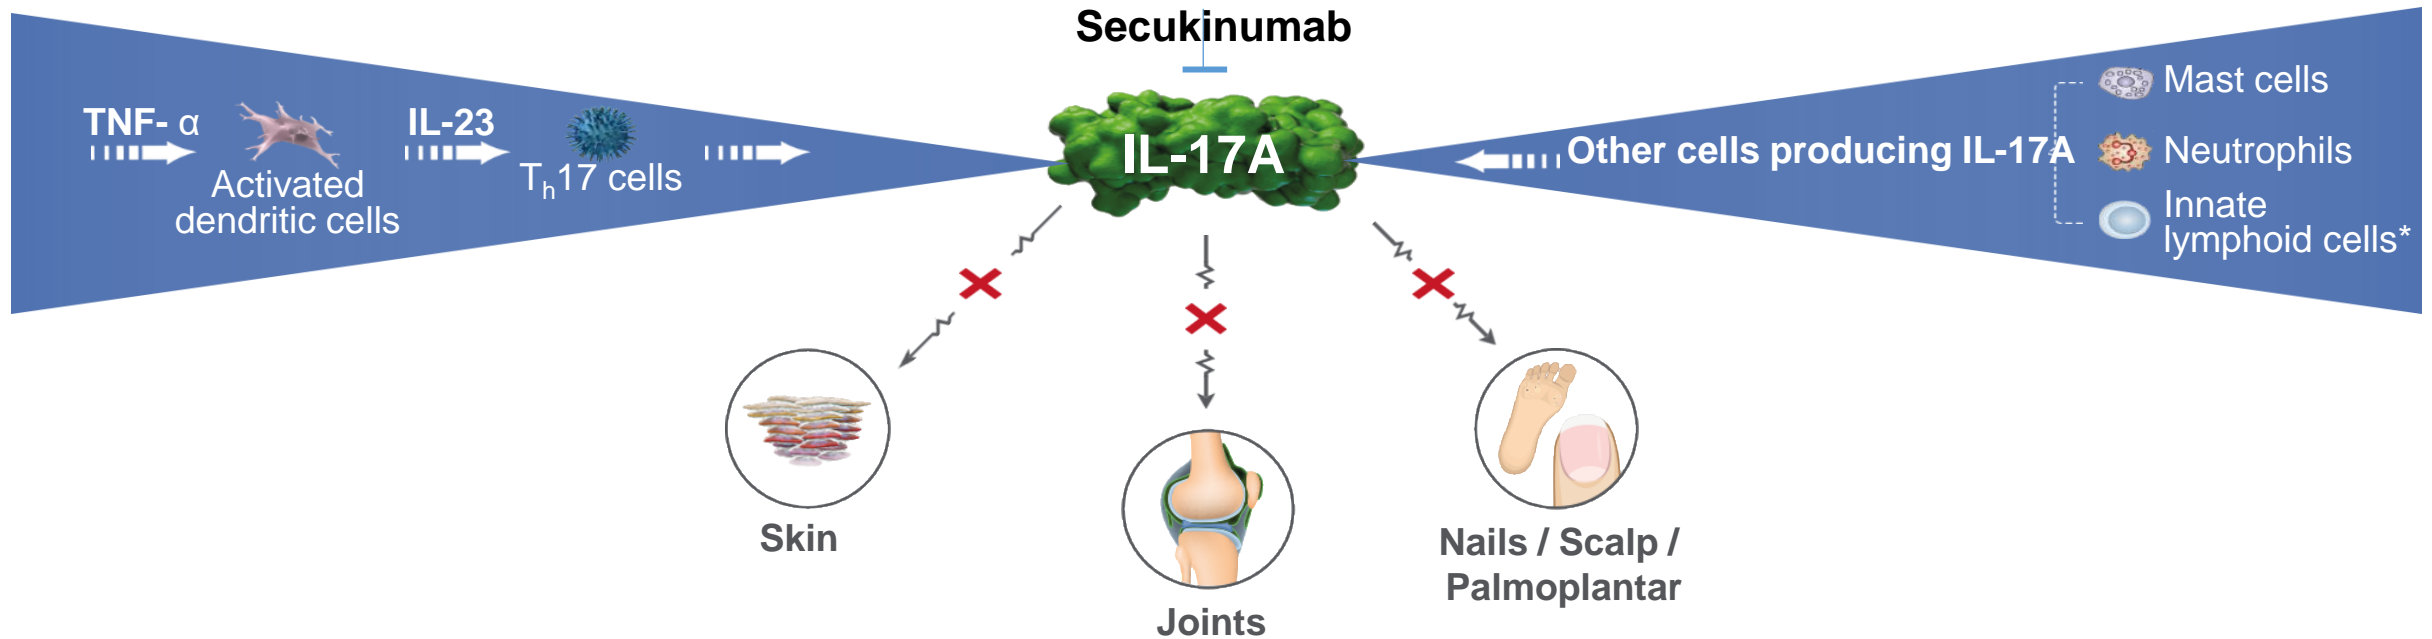 Secukinumab
TNF- α
Activated
dendritic cells
IL-23
Th17 cells
IL-17A
Other cells producing IL-17A
Mast cells
Neutrophils
Innate
lymphoid cells*
Skin
Joints
Nails / Scalp /
Palmoplantar